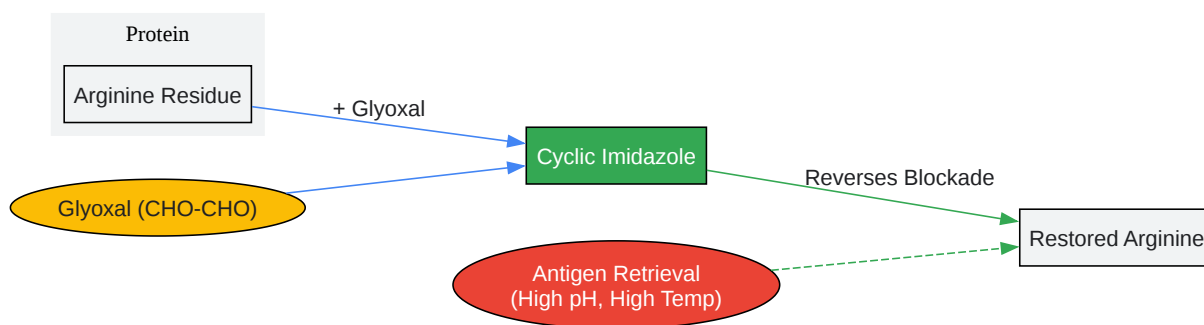 Protein
Arginine Residue
+ Glyoxal
Cyclic Imidazole
Glyoxal (CHO-CHO)
Reverses Blockade
Restored Arginine
Antigen Retrieval
(High pH, High Temp)